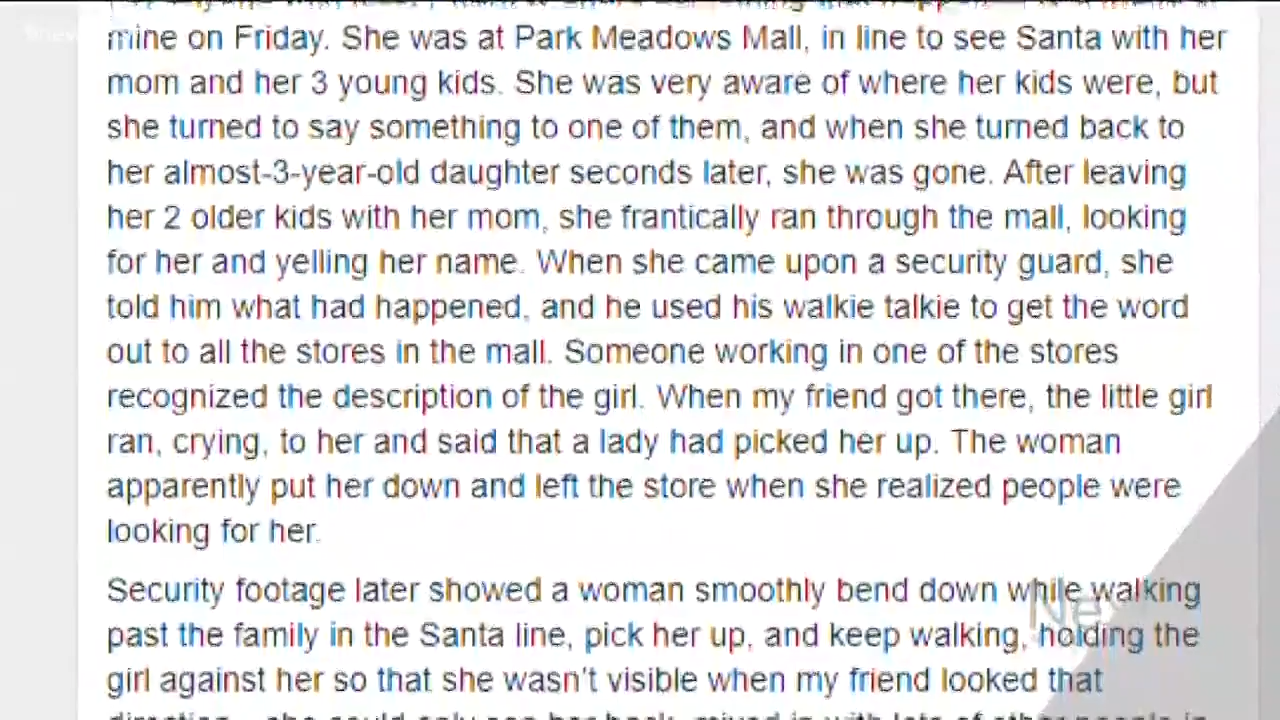 mine on Friday. She was at Park Meadows Mall, in line to see Santa with her
mom and her 3 young kids. She was very aware of where her kids were, but
she turned to say something to one of them, and when she turned back to
her almost-3-year-old daughter seconds later, she was gone. After leaving
her 2 older kids with her mom, she frantically ran through the mall, looking
for her and yelling her name. When she came upon a security guard, she
told him what had happened, and he used his walkie talkie to get the word
out to all the stores in the mall. Someone working in one of the stores
recognized the description of the girl. When my friend got there, the little girl
ran, crying, to her and said that a lady had picked her up. The woman
apparently put her down and left the store when she realized people were
looking for her.
Security footage later showed a woman smoothly bend down while walking
past the family in the Santa line, pick her up, and keep walking, holding the
girl against her so that she wasn't visible when my friend looked that